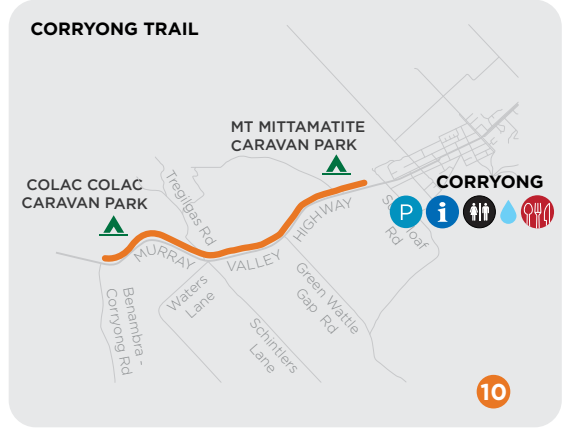 CORRYONG TRAIL
MT MITTAMATITE
CARAVAN PARK
COLAC COLAC
CARAVAN PARK
Tregilgas Rd
CORRYONG
P
i
Rd
HIGHWAY
MURRAY
VALLEY
Benambra -
Corryong Rd
Waters
Lane
Green Wattle
Gap Rd
Schintlers
Lane
10